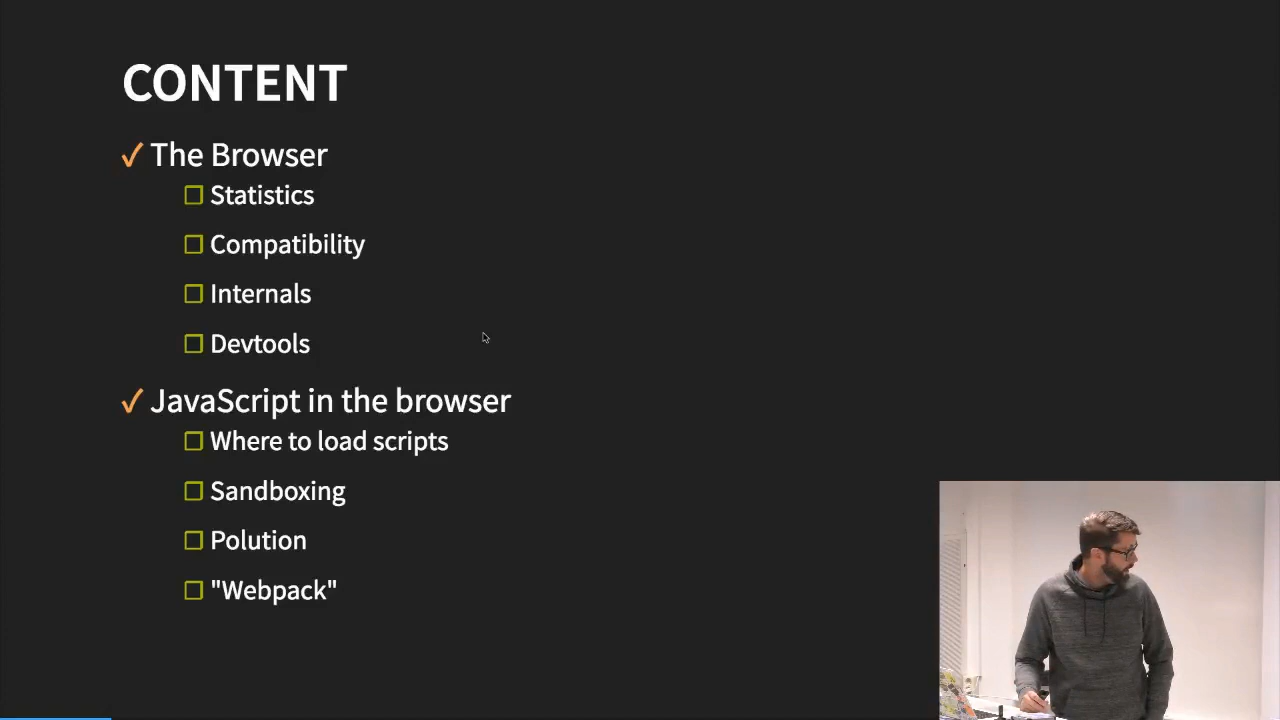 CONTENT
✓ The Browser
☐ Statistics
☐ Compatibility
☐ Internals
☐ Devtools
✓ JavaScript in the browser
☐ Where to load scripts
☐ Sandboxing
☐ Polution
☐ "Webpack"